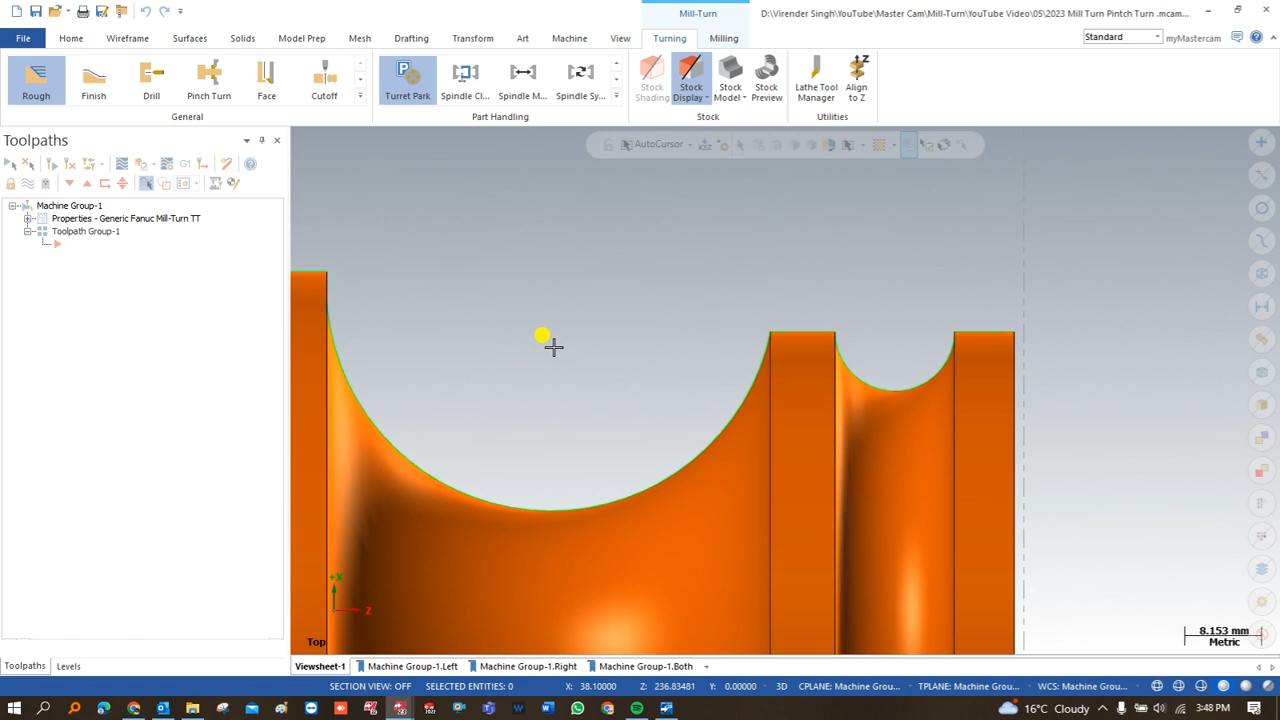 Mill-Turn
D:\Virender Singh\YouTube\Master Cam\Mill-Turn\YouTube Video\05\2023 Mill Turn Pintch Turn .mcam...
File Home Wireframe Surfaces Solids Model Prep Mesh Drafting Transform Art Machine View Turning Milling
Standard
myMastercam
Rough Finish Drill Pinch Turn Face Cutoff
Turret Park Spindle Cl... Spindle M... Spindle Sy...
Stock Shading
Stock Display
Stock Model
Stock Preview
Lathe Tool Manager
Align to Z
General
Part Handling
Stock
Utilities
Toolpaths
AutoCursor
G1
Machine Group-1
Properties - Generic Fanuc Mill-Turn TT
Toolpath Group-1
+X
Z
Top
8.153 mm
Metric
Toolpaths Levels
Viewsheet-1 Machine Group-1.Left Machine Group-1.Right Machine Group-1.Both +
SECTION VIEW: OFF SELECTED ENTITIES: 0 X: 38.10000 Z: 236.83481 Y: 0.00000 3D CPLANE: Machine Grou... TPLANE: Machine Grou... WCS: Machine Grou...
16°C Cloudy 3:48 PM